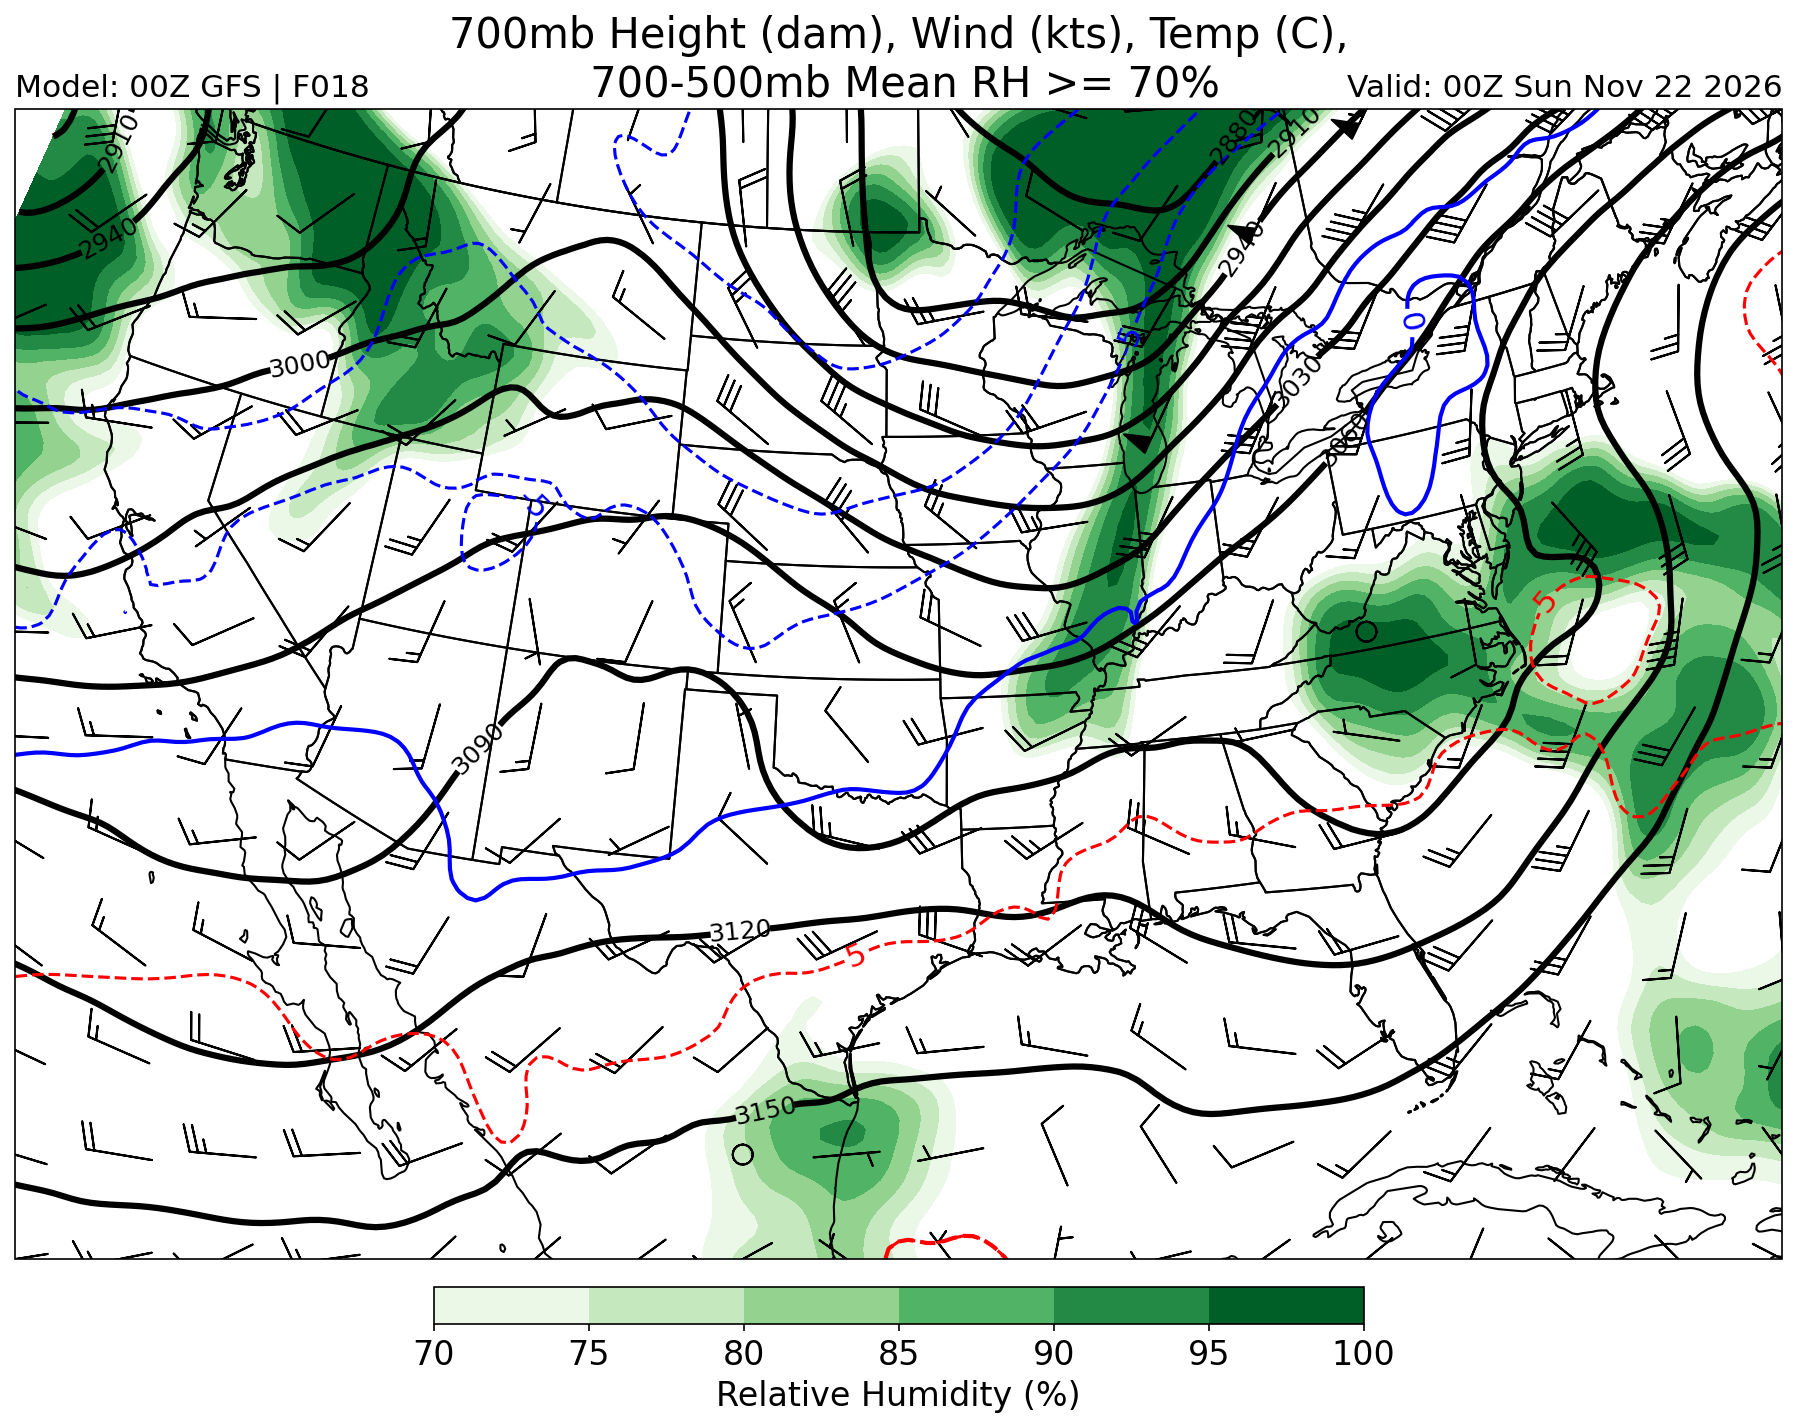 700mb Height (dam), Wind (kts), Temp (C),
700-500mb Mean RH >= 70%
Model: 00Z GFS | F018
Valid: 00Z Sun Nov 22 2026
2910
2880
2910
2940
2940
3000
3030
3060
0
5
3090
3120
5
3150
70 75 80 85 90 95 100
Relative Humidity (%)